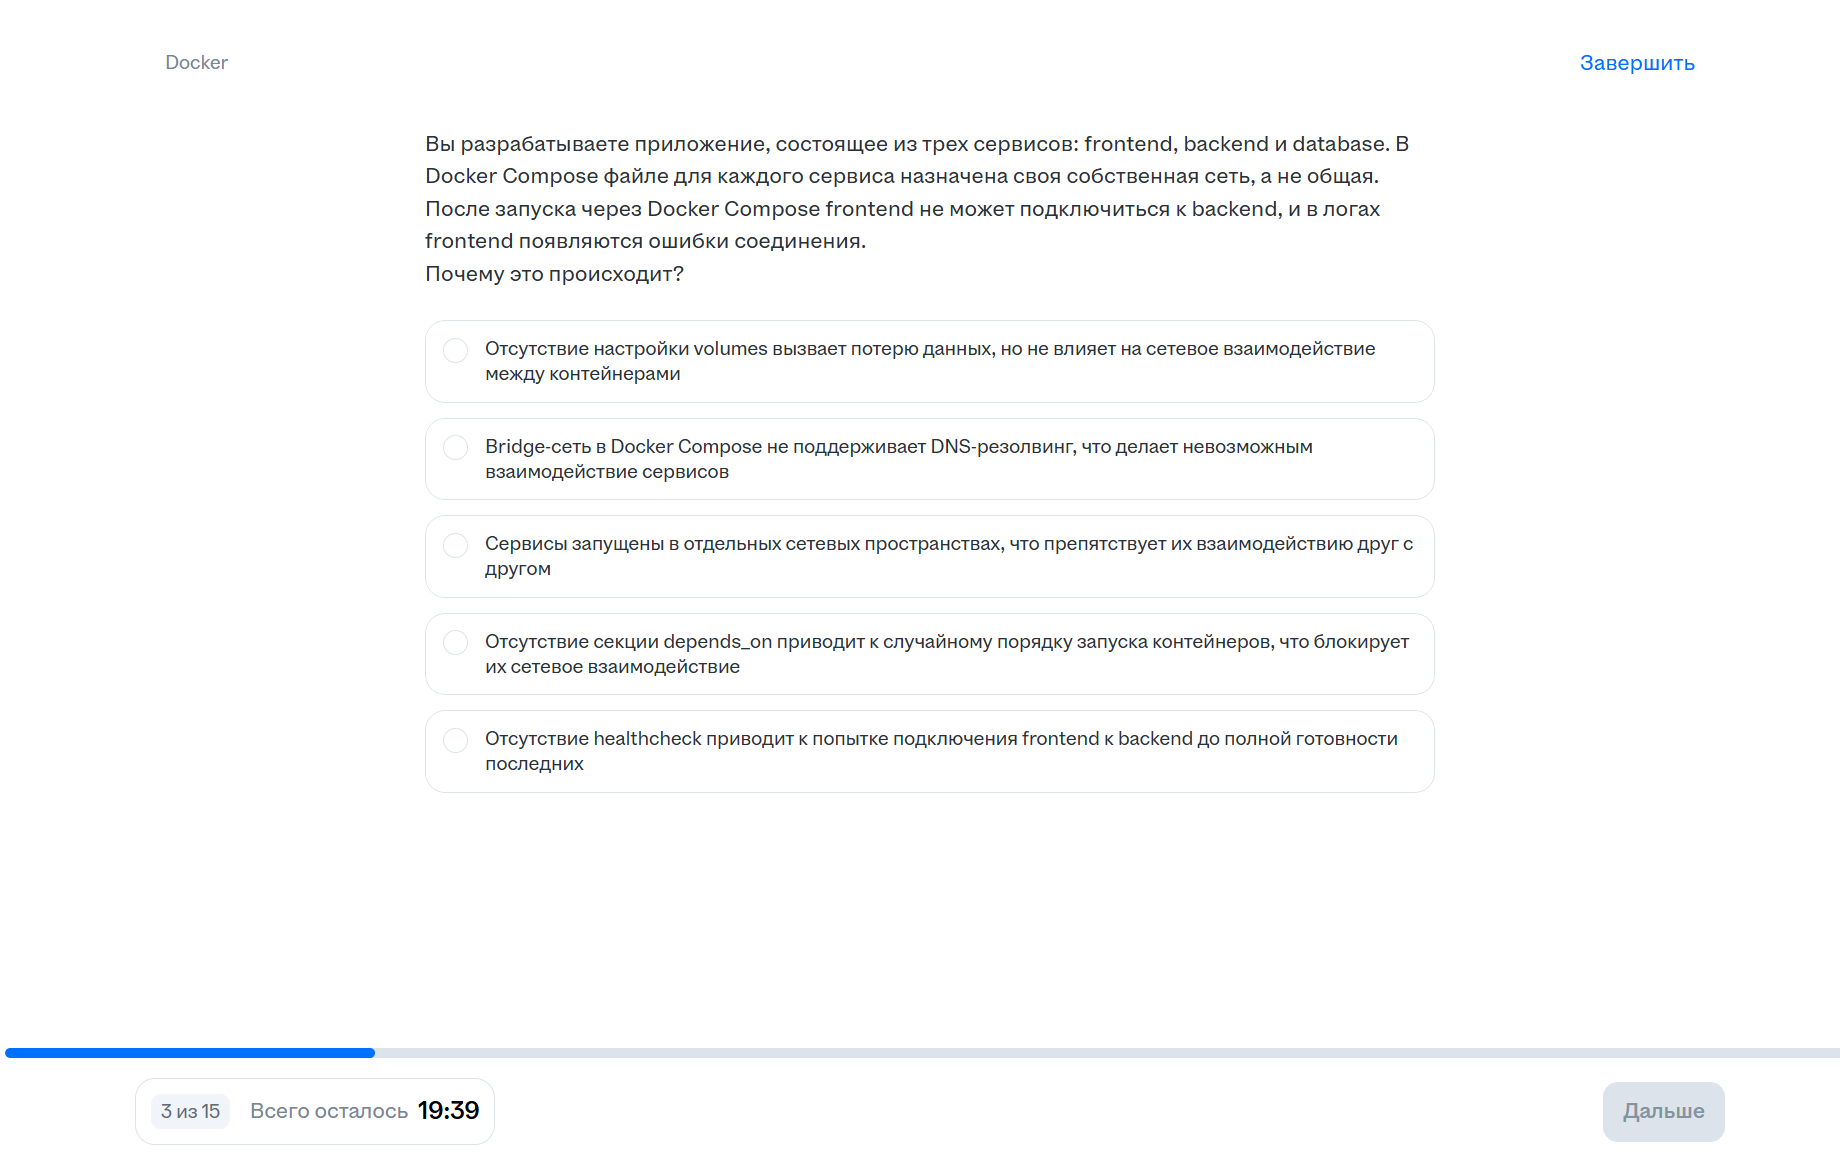 Docker
Завершить
Вы разрабатываете приложение, состоящее из трех сервисов: frontend, backend и database. В
Docker Compose файле для каждого сервиса назначена своя собственная сеть, а не общая.
После запуска через Docker Compose frontend не может подключиться к backend, и в логах
frontend появляются ошибки соединения.
Почему это происходит?
Отсутствие настройки volumes вызвает потерю данных, но не влияет на сетевое взаимодействие
между контейнерами
Bridge-сеть в Docker Compose не поддерживает DNS-резолвинг, что делает невозможным
взаимодействие сервисов
Сервисы запущены в отдельных сетевых пространствах, что препятствует их взаимодействию друг с
другом
Отсутствие секции depends_on приводит к случайному порядку запуска контейнеров, что блокирует
их сетевое взаимодействие
Отсутствие healthcheck приводит к попытке подключения frontend к backend до полной готовности
последних
3 из 15
Всего осталось 19:39
Дальше